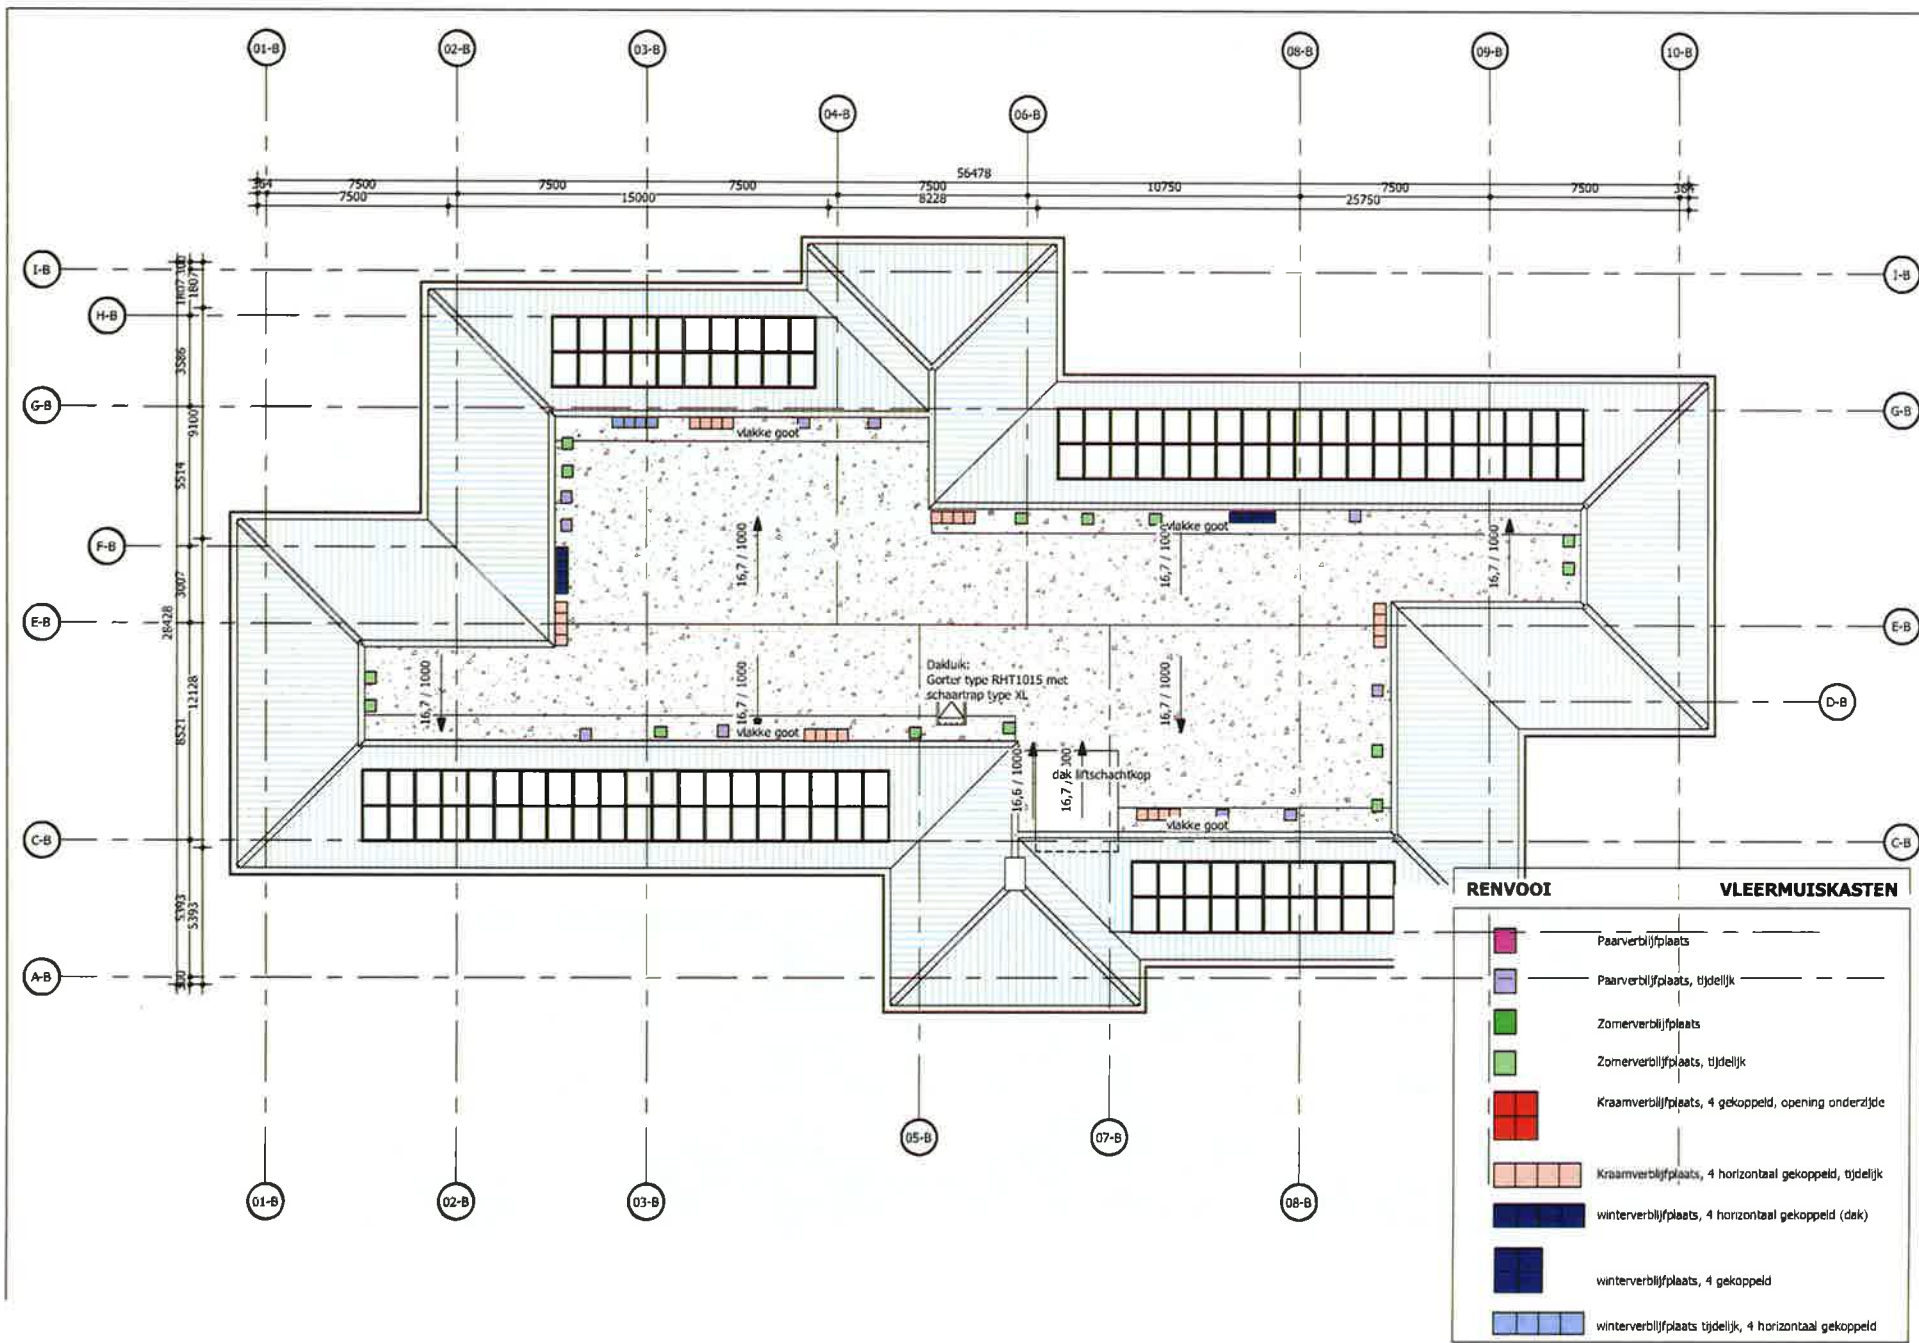 01-B
02-B
03-B
08-B
09-B
10-B
04-B
06-B
56478
364 7500 7500 7500 7500 10750 7500 7500 364
7500 15000 8228 25750
I-B
I-B
300
1807
1807
H-B
3586
G-B
G-B
9100
vlakke goot
5514
vlakke goot
16,7 / 1000
16,7 / 1000
16,7 / 1000
F-B
3007
28428
E-B
E-B
12128
8521
16,7 / 1000
16,7 / 1000
16,7 / 1000
Dakluik:
Gorter type RHT1015 met
schaartrap type XL
D-B
vlakke goot
16,6 / 1000
16,7 / 1000
dak liftschachtkop
vlakke goot
C-B
C-B
5393
5393
A-B
300
RENVOOI VLEERMUISKASTEN
Paarverblijfplaats
Paarverblijfplaats, tijdelijk
Zomerverblijfplaats
Zomerverblijfplaats, tijdelijk
Kraamverblijfplaats, 4 gekoppeld, opening onderzijde
Kraamverblijfplaats, 4 horizontaal gekoppeld, tijdelijk
winterverblijfplaats, 4 horizontaal gekoppeld (dak)
winterverblijfplaats, 4 gekoppeld
winterverblijfplaats tijdelijk, 4 horizontaal gekoppeld
05-B
07-B
01-B
02-B
03-B
08-B